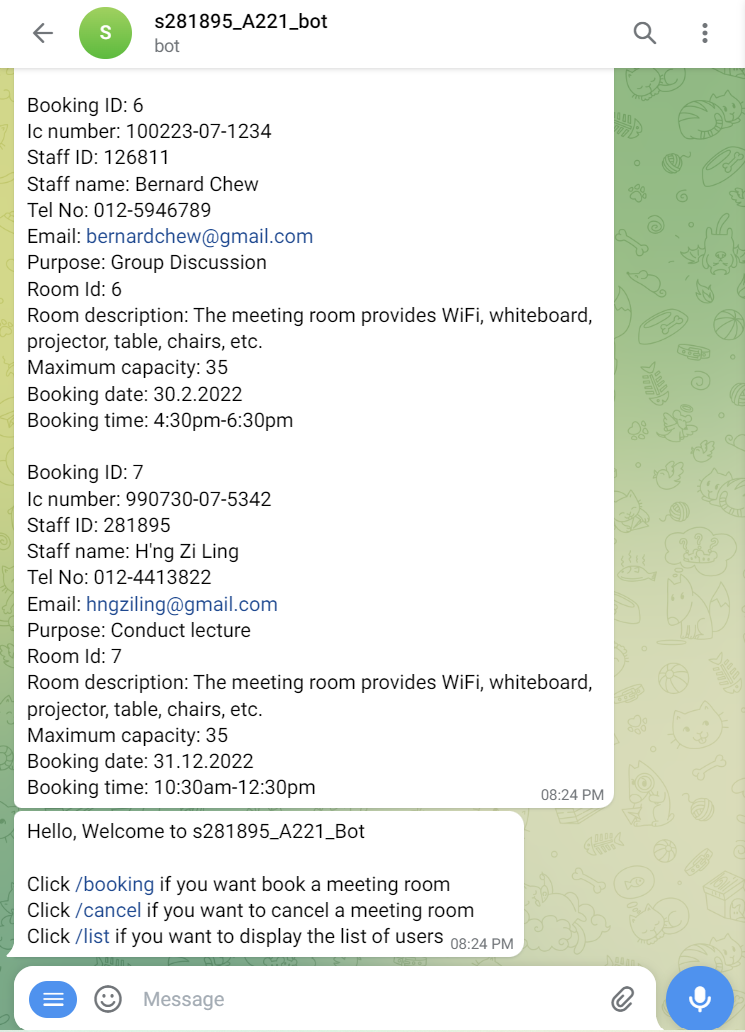 s281895_A221_bot
S
bot
Booking ID: 6
Ic number: 100223-07-1234
Staff ID: 126811
Staff name: Bernard Chew
Tel No: 012-5946789
Email: bernardchew@gmail.com
Purpose: Group Discussion
Room Id: 6
Room description: The meeting room provides WiFi, whiteboard,
projector, table, chairs, etc.
Maximum capacity: 35
Booking date: 30.2.2022
Booking time: 4:30pm-6:30pm
Booking ID: 7
Ic number: 990730-07-5342
Staff ID: 281895
Staff name: H'ng Zi Ling
Tel No: 012-4413822
Email: hngziling@gmail.com
Purpose: Conduct lecture
Room Id: 7
Room description: The meeting room provides WiFi, whiteboard,
projector, table, chairs, etc.
Maximum capacity: 35
Booking date: 31.12.2022
Booking time: 10:30am-12:30pm
08:24 PM
Hello, Welcome to s281895_A221_Bot
Click /booking if you want book a meeting room
Click /cancel if you want to cancel a meeting room
Click /list if you want to display the list of users
08:24 PM
Message